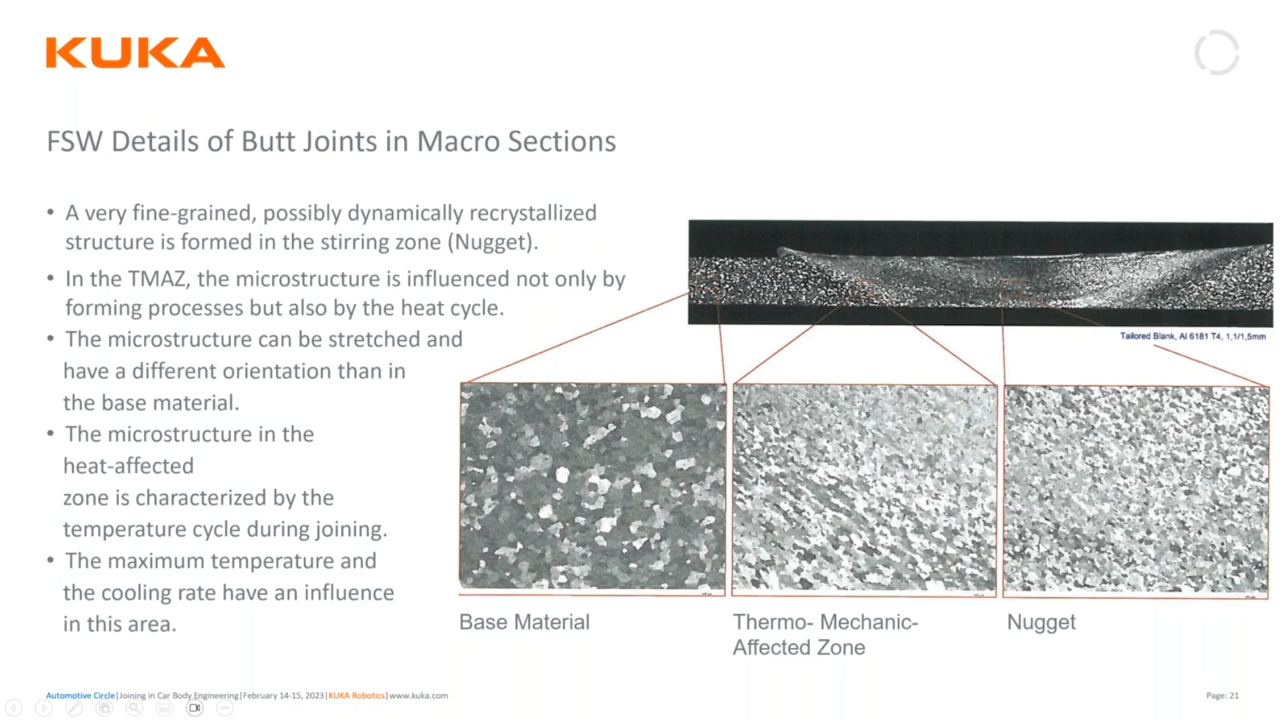 KUKA
FSW Details of Butt Joints in Macro Sections
• A very fine-grained, possibly dynamically recrystallized
structure is formed in the stirring zone (Nugget).
• In the TMAZ, the microstructure is influenced not only by
forming processes but also by the heat cycle.
• The microstructure can be stretched and
have a different orientation than in
the base material.
• The microstructure in the
heat-affected
zone is characterized by the
temperature cycle during joining.
• The maximum temperature and
the cooling rate have an influence
in this area.
Tailored Blank, Al 6181 T4, 1,1/1,5mm
Base Material
Thermo- Mechanic-
Affected Zone
Nugget
Automotive Circle|Joining in Car Body Engineering|February 14-15, 2023|KUKA Robotics|www.kuka.com
Page: 21